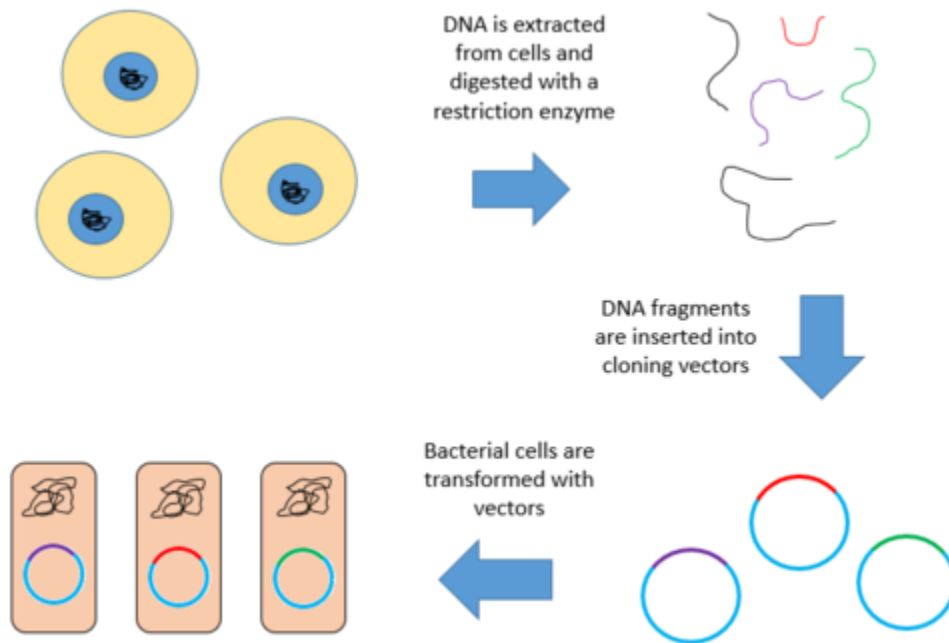 DNA is extracted
from cells and
digested with a
restriction enzyme
DNA fragments
are inserted into
cloning vectors
Bacterial cells are
transformed with
vectors